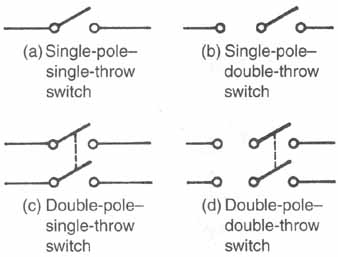 (a) Single-pole–
single-throw
switch
(b) Single-pole–
double-throw
switch
(c) Double-pole–
single-throw
switch
(d) Double-pole–
double-throw
switch